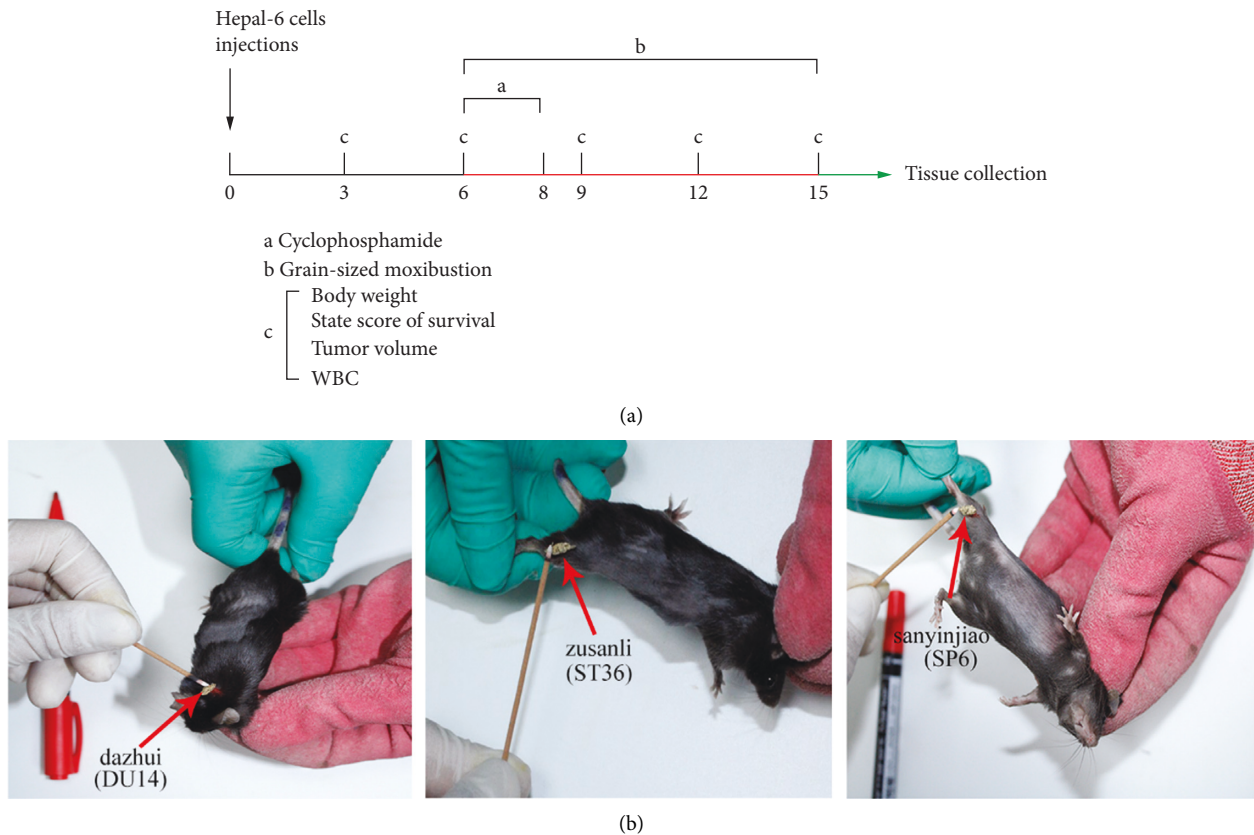 Hepal-6 cells
injections
b
a
c c c c c
0 3 6 8 9 12 15
Tissue collection
a Cyclophosphamide
b Grain-sized moxibustion
c
Body weight
State score of survival
Tumor volume
WBC
(a)
dazhui
(DU14)
zusanli
(ST36)
sanyinjiao
(SP6)
(b)